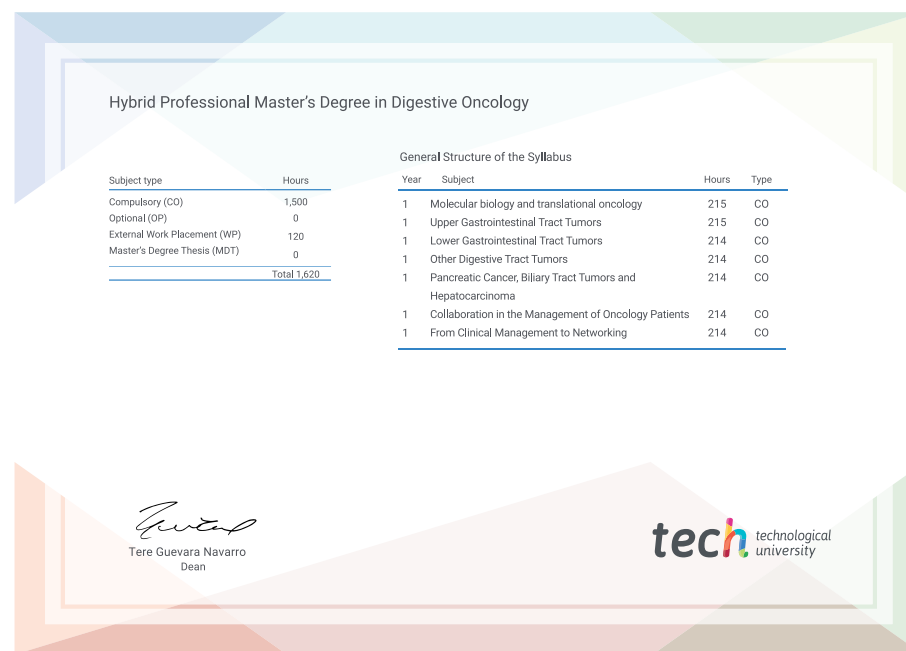 Hybrid Professional Master's Degree in Digestive Oncology
General Structure of the Syllabus
Subject type Hours
Compulsory (CO) 1,500
Optional (OP) 0
External Work Placement (WP) 120
Master's Degree Thesis (MDT) 0
Total 1,620
Year Subject Hours Type
1 Molecular biology and translational oncology 215 CO
1 Upper Gastrointestinal Tract Tumors 215 CO
1 Lower Gastrointestinal Tract Tumors 214 CO
1 Other Digestive Tract Tumors 214 CO
1 Pancreatic Cancer, Biliary Tract Tumors and 214 CO
Hepatocarcinoma
1 Collaboration in the Management of Oncology Patients 214 CO
1 From Clinical Management to Networking 214 CO
Tere Guevara Navarro
Dean
tech technological
university